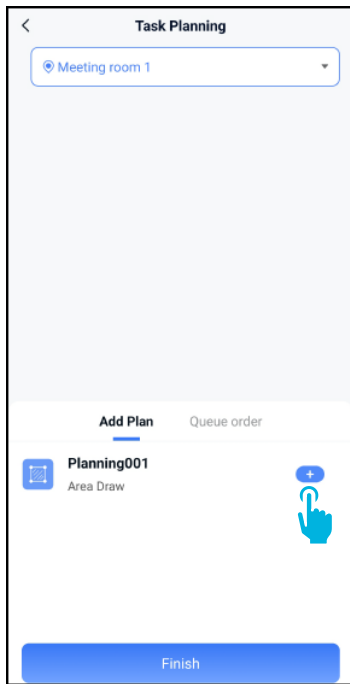 Task Planning
Meeting room 1
Add Plan Queue order
Planning001
Area Draw
Finish